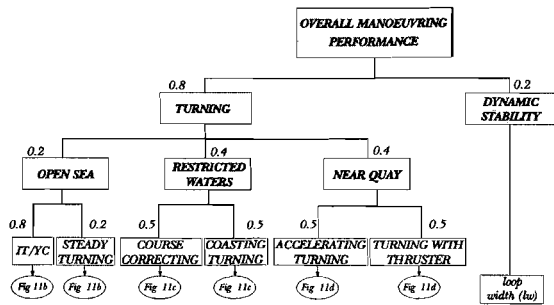 OVERALL MANOEUVRING
PERFORMANCE
0.8
0.2
TURNING
DYNAMIC
STABILITY
0.2
0.4
0.4
OPEN SEA
RESTRICTED
WATERS
NEAR QUAY
0.8
0.2
0.5
0.5
0.5
0.5
IT/YC
STEADY
TURNING
COURSE
CORRECTING
COASTING
TURNING
ACCELERATING
TURNING
TURNING WITH
THRUSTER
Fig 11b
Fig 11b
Fig 11c
Fig 11c
Fig 11d
Fig 11d
loop
width (lw)